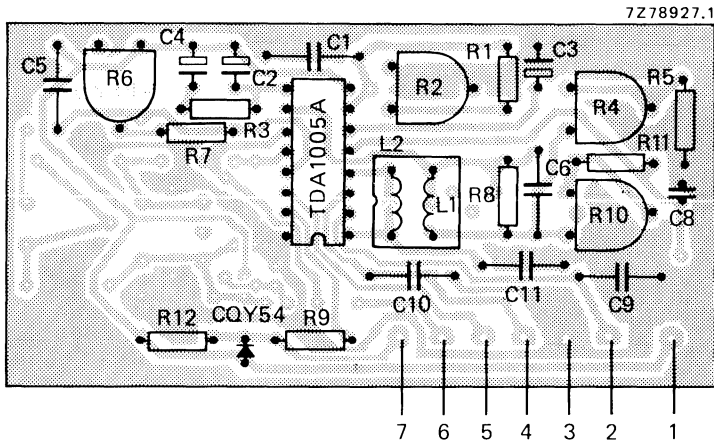 7Z78927.1
C4
C1
C3
C5
R6
C2
R1
R2
R5
R4
R3
R7
TDA1005A
L2
R11
C6
R8
L1
R10
C8
C10
C11
C9
R12
CQY54
R9
7 6 5 4 3 2 1